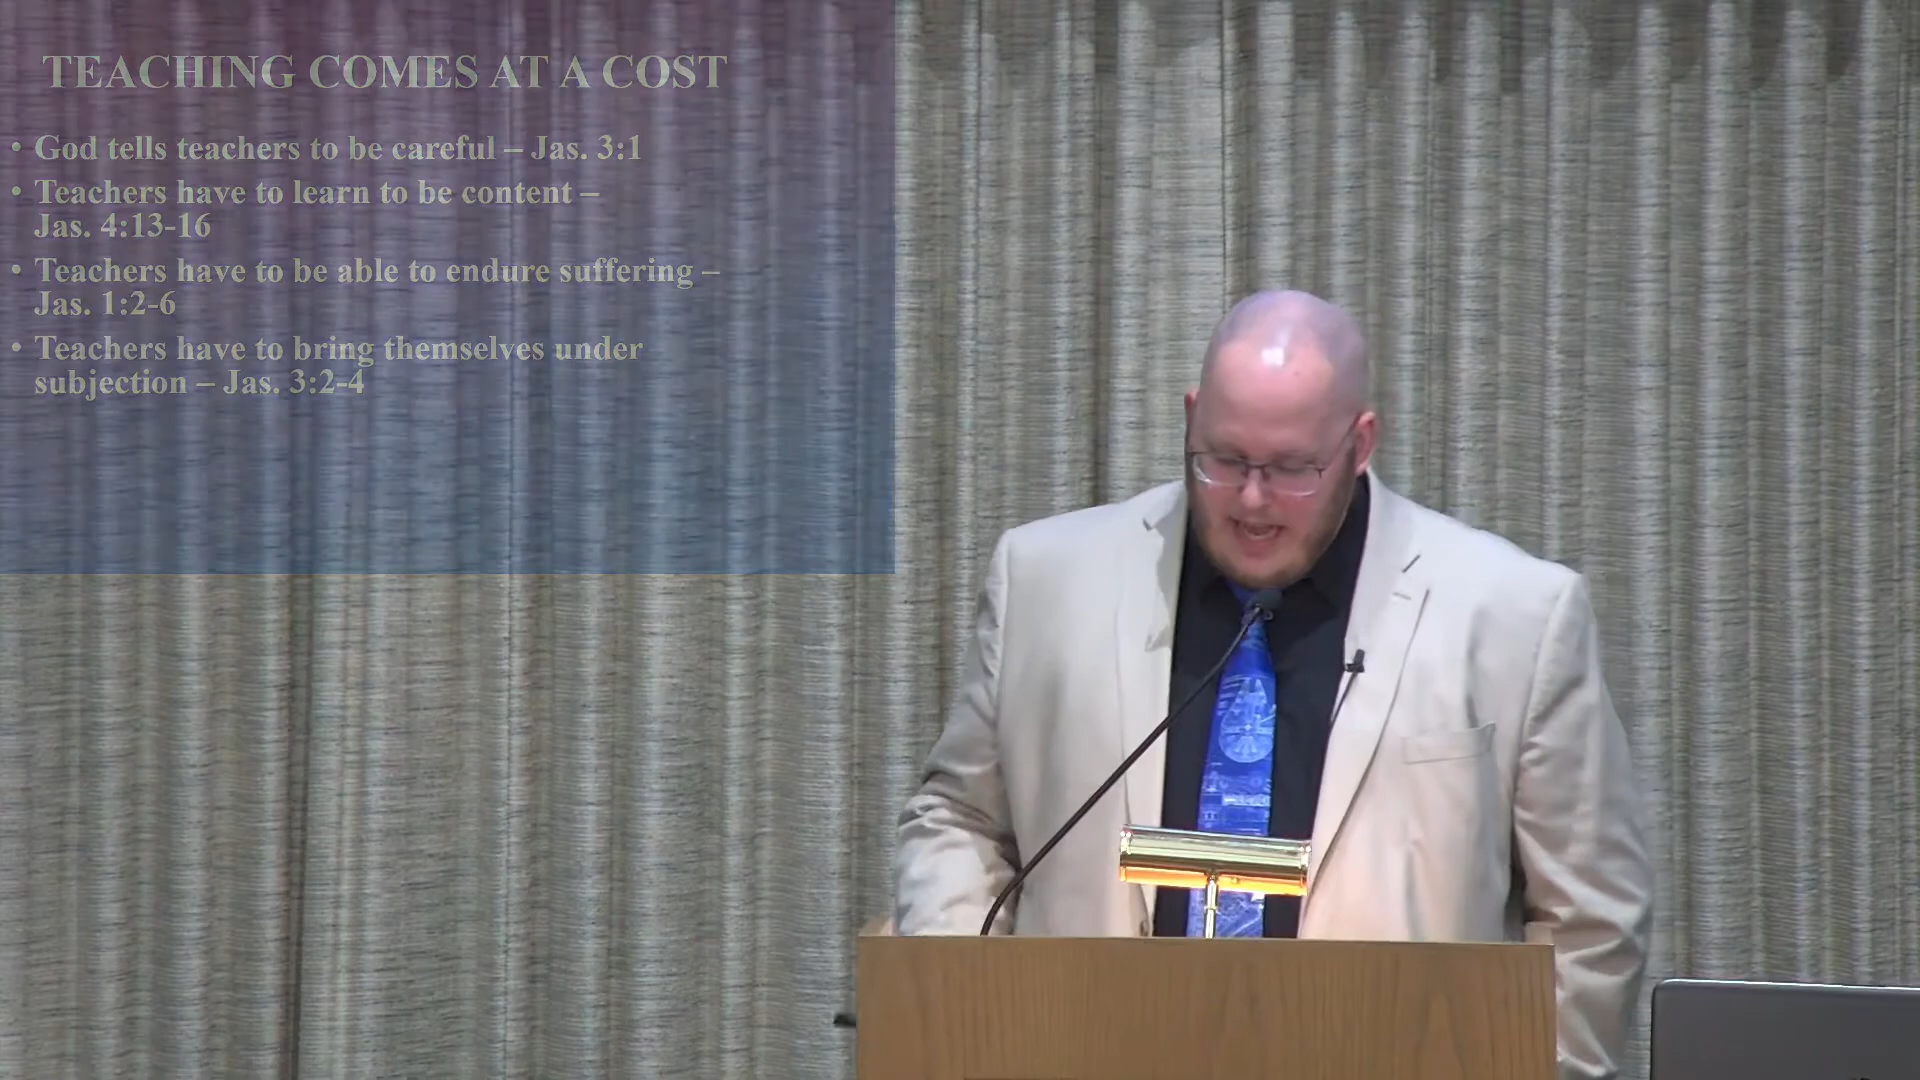 TEACHING COMES AT A COST
• God tells teachers to be careful – Jas. 3:1
• Teachers have to learn to be content –
Jas. 4:13-16
• Teachers have to be able to endure suffering –
Jas. 1:2-6
• Teachers have to bring themselves under
subjection – Jas. 3:2-4